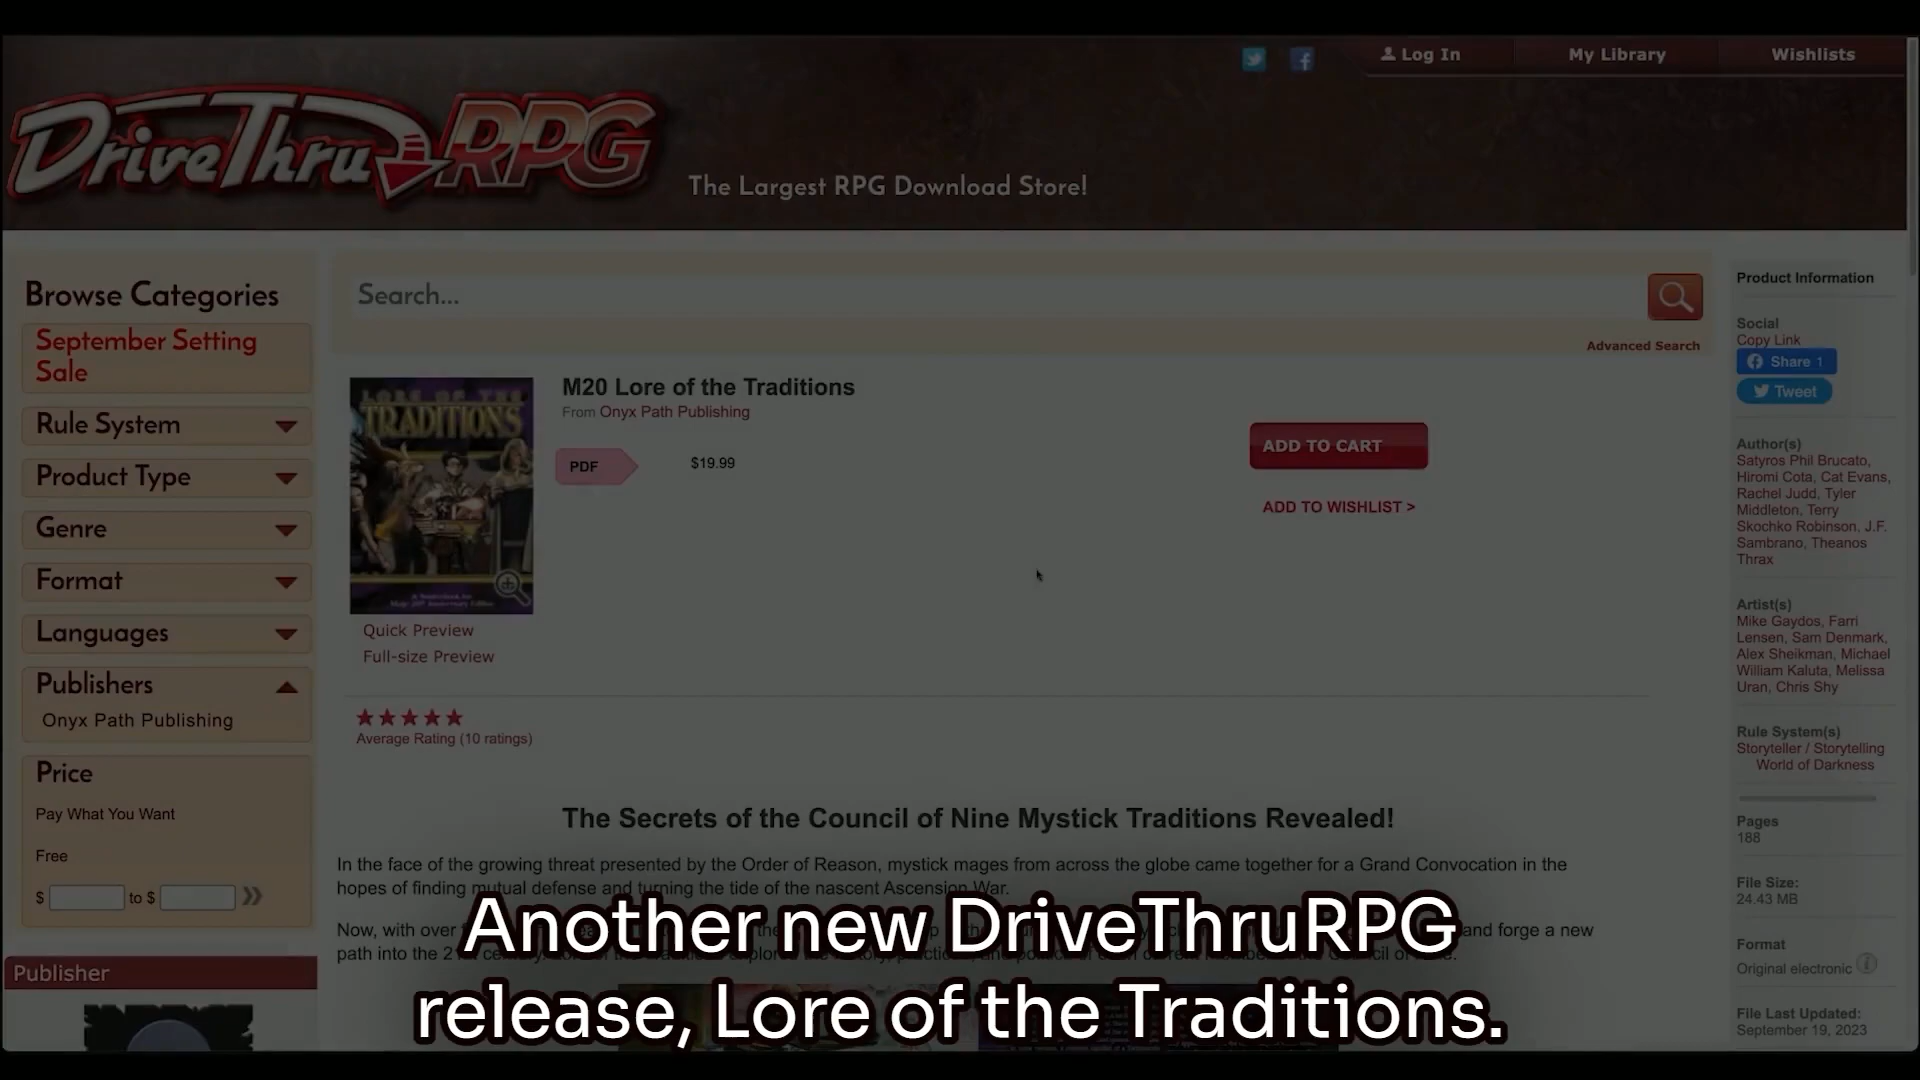 Log In
My Library
Wishlists
DriveThruRPG
The Largest RPG Download Store!
Browse Categories
September Setting
Sale
Rule System
Product Type
Genre
Format
Languages
Publishers
Onyx Path Publishing
Price
Pay What You Want
Free
$ to $
Publisher
Search...
Advanced Search
LORE OF THE
TRADITIONS
M20 Lore of the Traditions
From Onyx Path Publishing
PDF
$19.99
ADD TO CART
ADD TO WISHLIST >
Quick Preview
Full-size Preview
Average Rating (10 ratings)
The Secrets of the Council of Nine Mystick Traditions Revealed!
In the face of the growing threat presented by the Order of Reason, mystick mages from across the globe came together for a Grand Convocation in the
hopes of finding mutual defense and turning the tide of the nascent Ascension War.
Now, with over and forge a new
path into the
Another new DriveThruRPG
release, Lore of the Traditions.
Product Information
Social
Copy Link
Share 1
Tweet
Author(s)
Satyros Phil Brucato,
Hiromi Cota, Cat Evans,
Rachel Judd, Tyler
Middleton, Terry
Skochko Robinson, J.F.
Sambrano, Theanos
Thrax
Artist(s)
Mike Gaydos, Farri
Lensen, Sam Denmark,
Alex Sheikman, Michael
William Kaluta, Melissa
Uran, Chris Shy
Rule System(s)
Storyteller / Storytelling
World of Darkness
Pages
188
File Size:
24.43 MB
Format
Original electronic
File Last Updated:
September 19, 2023